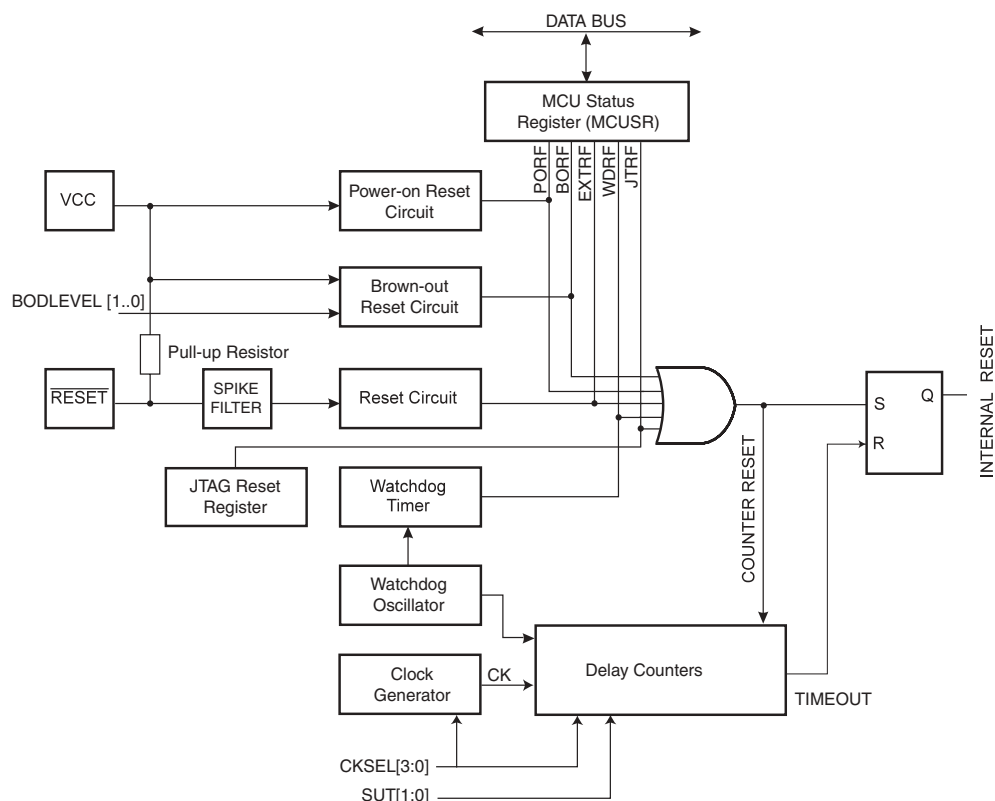 DATA BUS
MCU Status
Register (MCUSR)
PORF
BORF
EXTRF
WDRF
JTRF
VCC
Power-on Reset
Circuit
BODLEVEL [1..0]
Brown-out
Reset Circuit
Pull-up Resistor
RESET
SPIKE
FILTER
Reset Circuit
S
Q
R
INTERNAL RESET
JTAG Reset
Register
Watchdog
Timer
COUNTER RESET
Watchdog
Oscillator
Clock
Generator
CK
Delay Counters
TIMEOUT
CKSEL[3:0]
SUT[1:0]